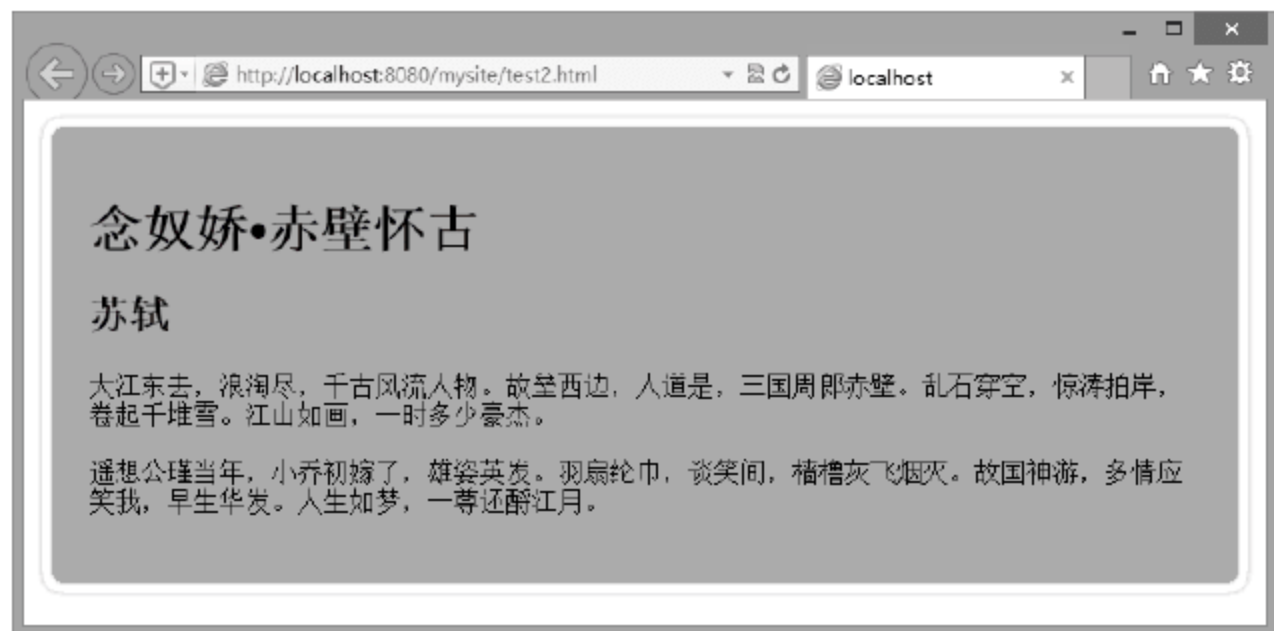 http://localhost:8080/mysite/test2.html
localhost
念奴娇•赤壁怀古
苏轼
大江东去，浪淘尽，千古风流人物。故垒西边，人道是，三国周郎赤壁。乱石穿空，惊涛拍岸，
卷起千堆雪。江山如画，一时多少豪杰。
遥想公瑾当年，小乔初嫁了，雄姿英发。羽扇纶巾，谈笑间，樯橹灰飞烟灭。故国神游，多情应
笑我，早生华发。人生如梦，一尊还酹江月。